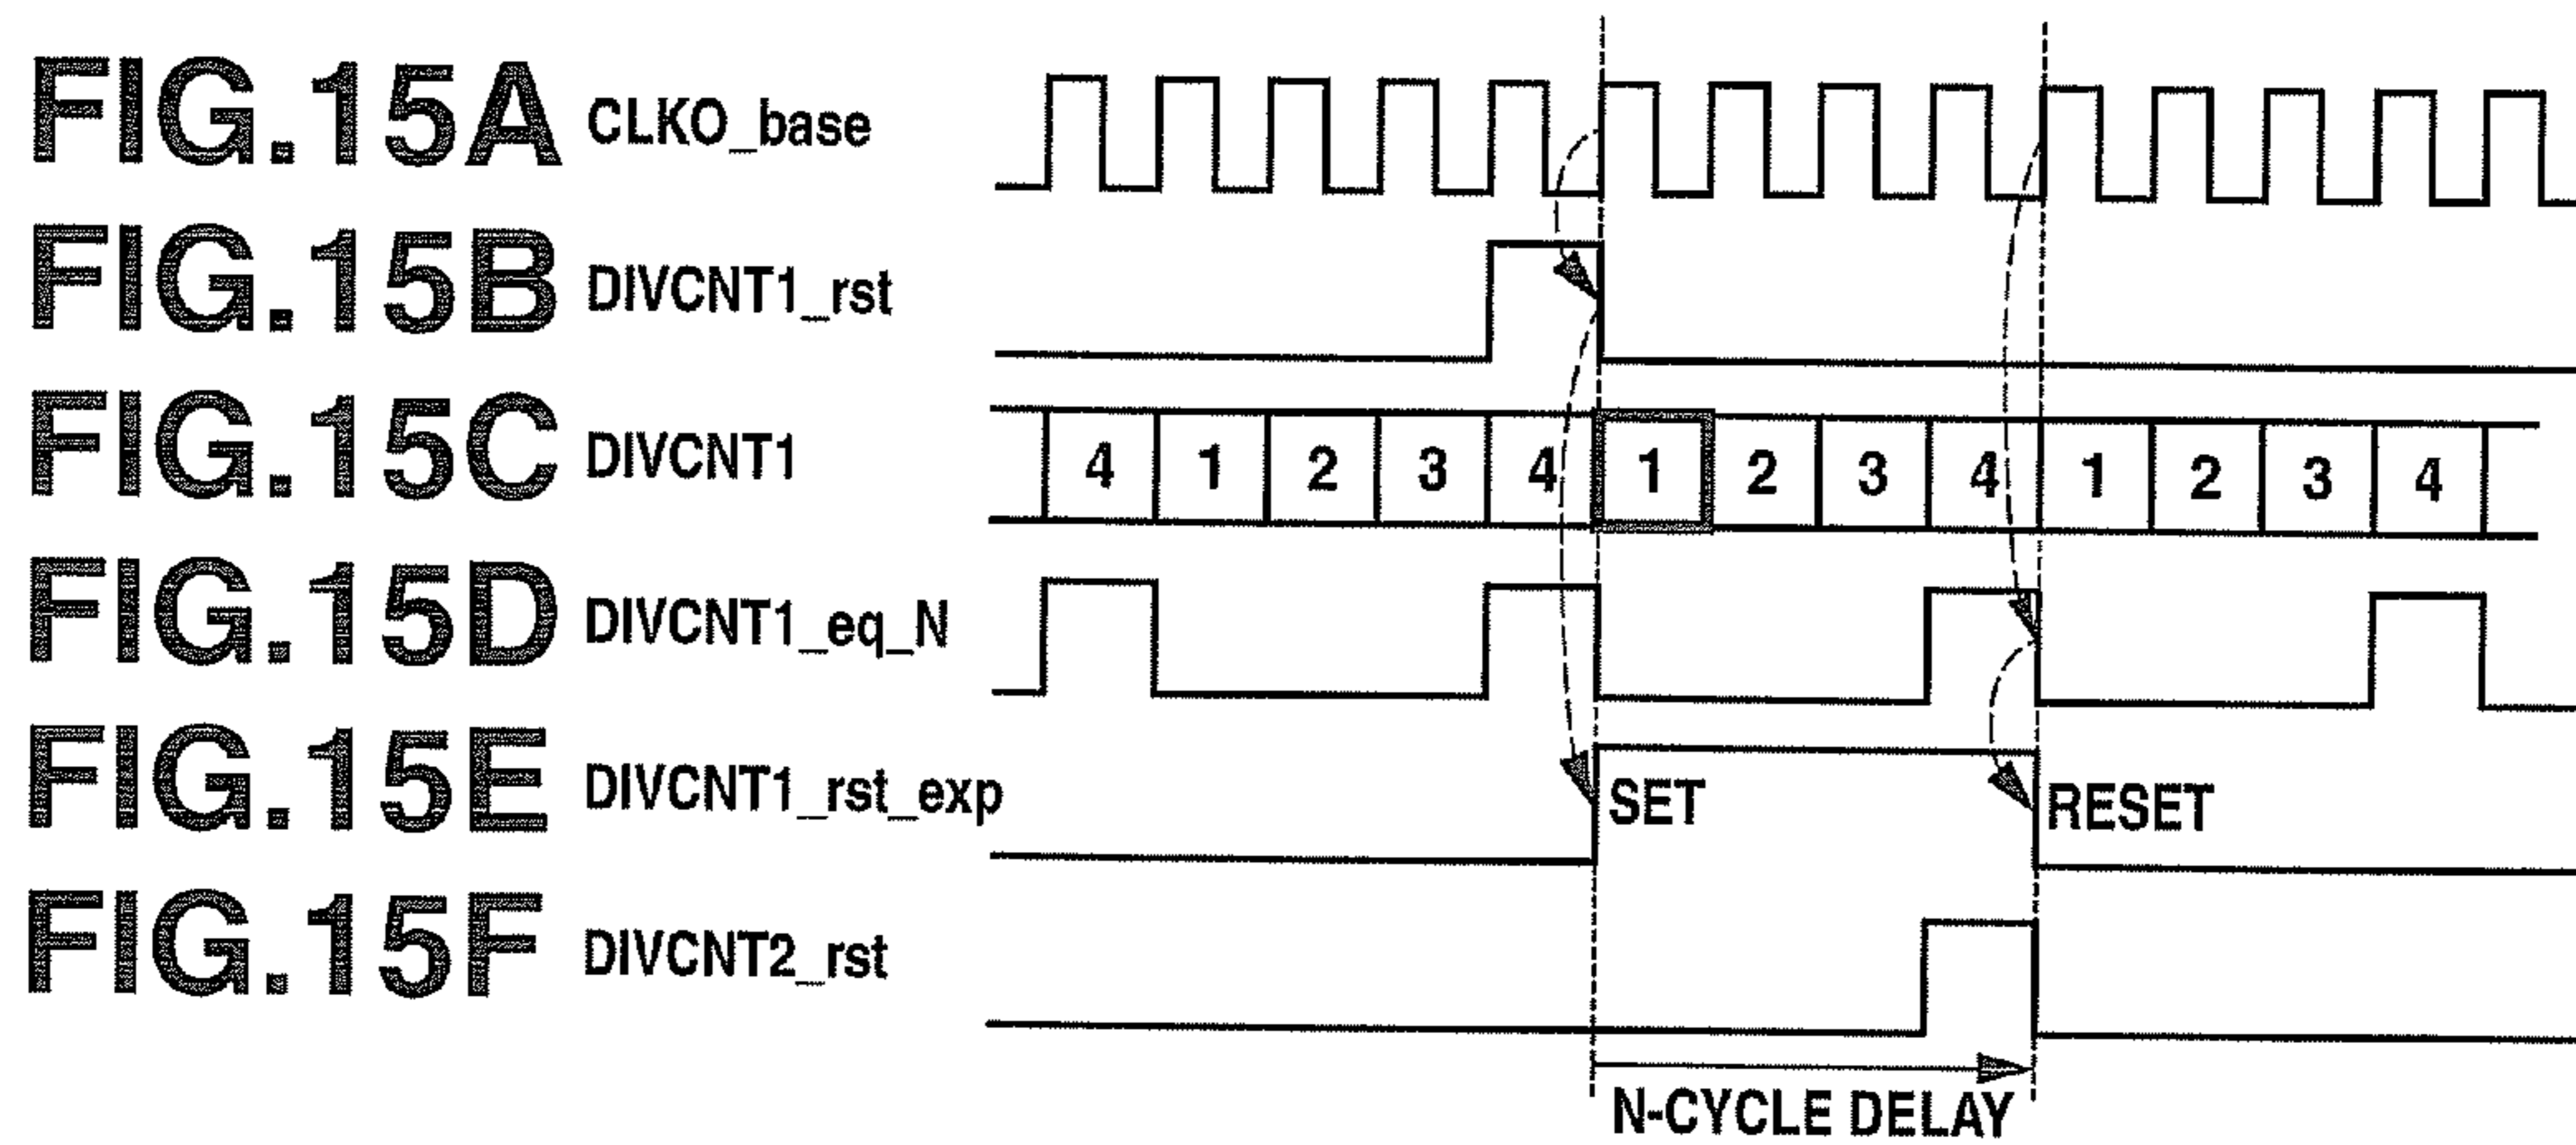 FIG.15A CLKO_base
FIG.15B DIVCNT1_rst
FIG.15C DIVCNT1 4 1 2 3 4 1 2 3 4 1 2 3 4
FIG.15D DIVCNT1_eq_N
FIG.15E DIVCNT1_rst_exp SET RESET
FIG.15F DIVCNT2_rst
N-CYCLE DELAY